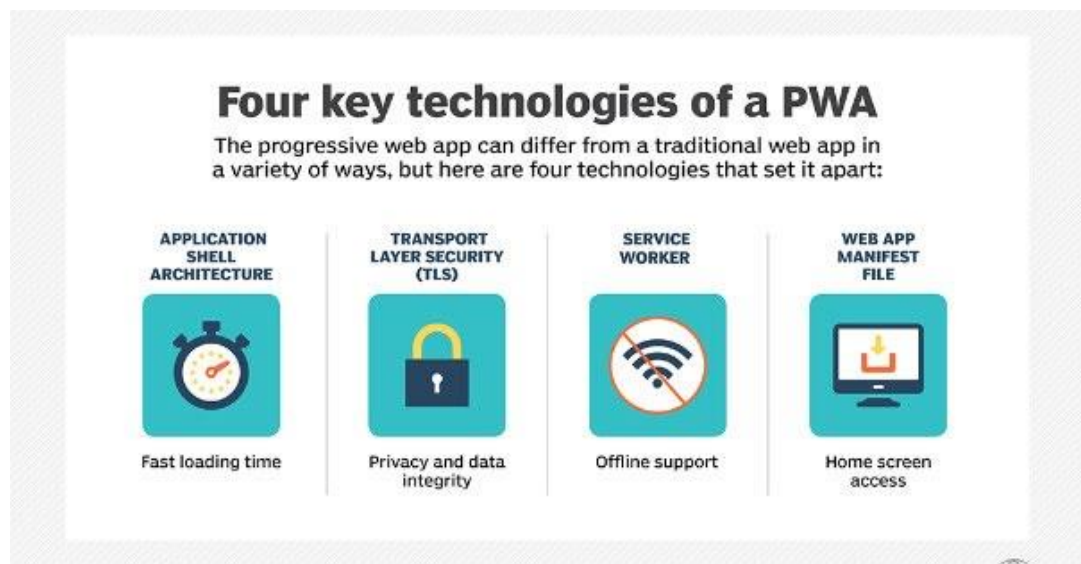 Four key technologies of a PWA
The progressive web app can differ from a traditional web app in
a variety of ways, but here are four technologies that set it apart:
APPLICATION
SHELL
ARCHITECTURE
Fast loading time
TRANSPORT
LAYER SECURITY
(TLS)
Privacy and data
integrity
SERVICE
WORKER
Offline support
WEB APP
MANIFEST
FILE
Home screen
access